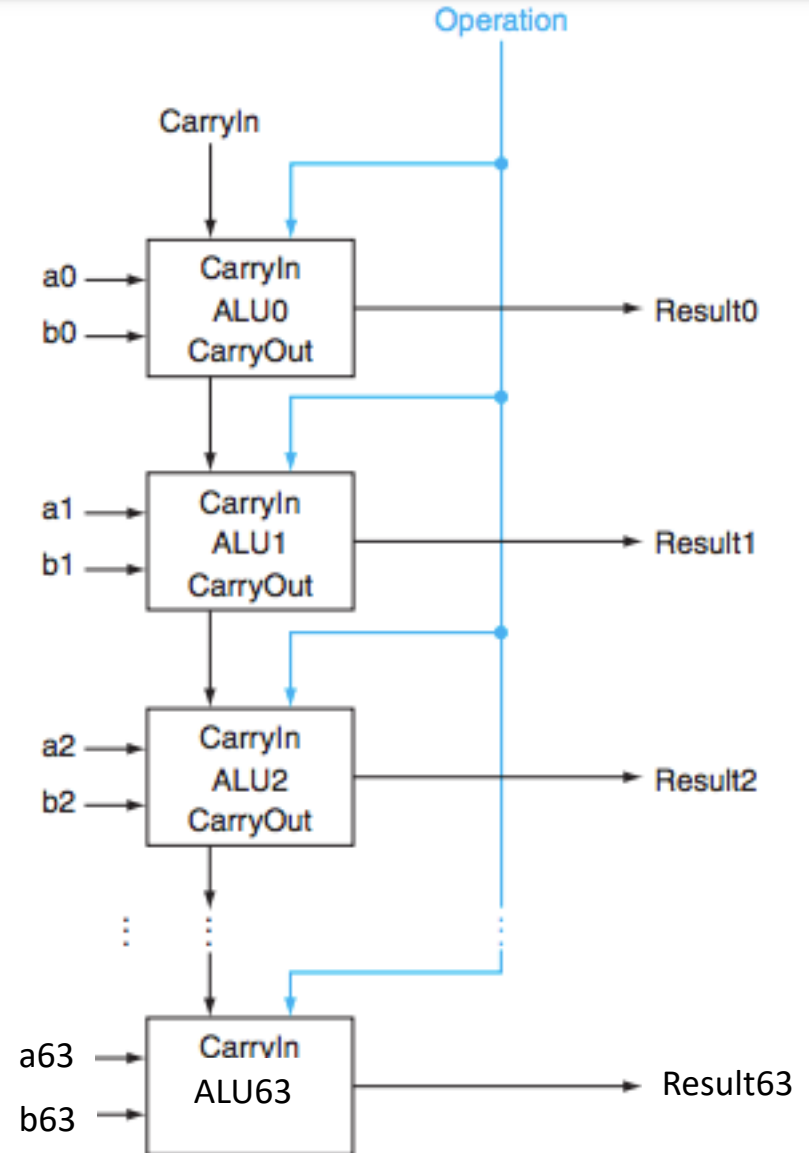 Operation
CarryIn
a0
b0
CarryIn
ALU0
CarryOut
Result0
a1
b1
CarryIn
ALU1
CarryOut
Result1
a2
b2
CarryIn
ALU2
CarryOut
Result2
a63
b63
CarryIn
ALU63
Result63